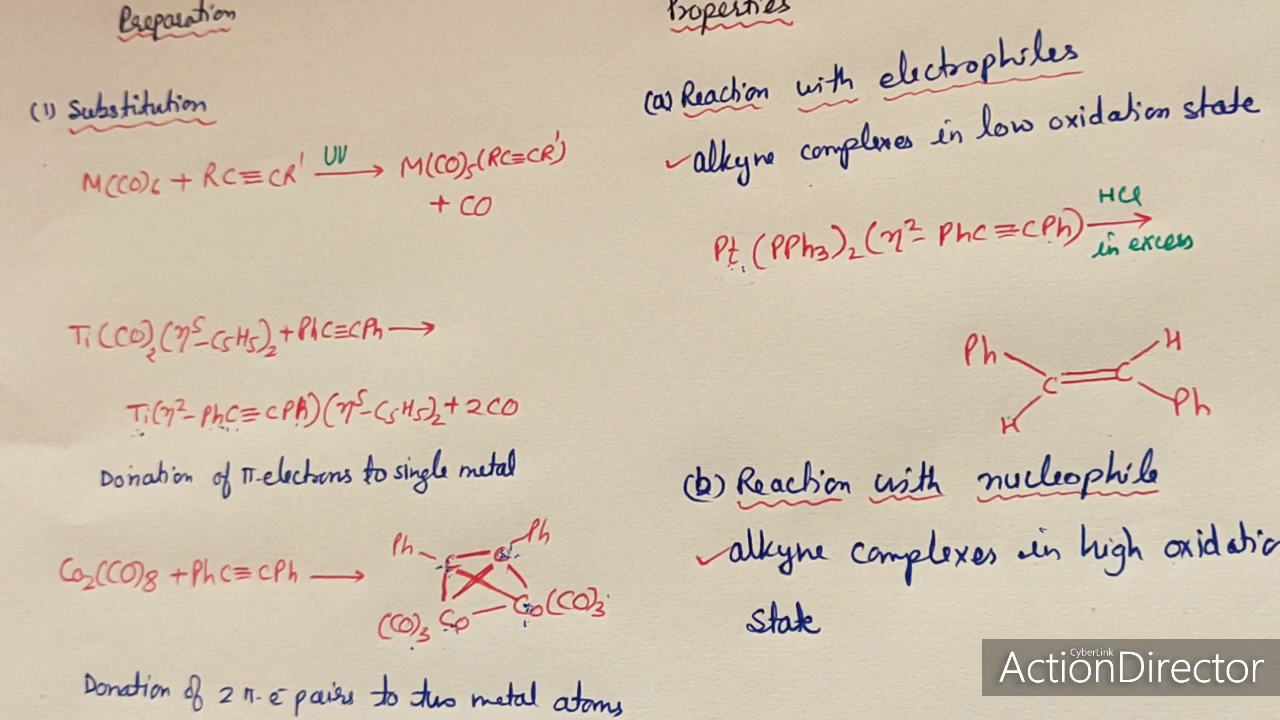 Preparation
(1) Substitution
M(CO)6 + RC≡CR' UV→ M(CO)5(RC≡CR')
+ CO
Ti(CO)2(η5-C5H5)2 + PhC≡CPh →
Ti(η2-PhC≡CPh)(η5-C5H5)2 + 2CO
Donation of π-electrons to single metal
Co2(CO)8 + PhC≡CPh →
Ph C C Ph
(CO)3 Co Co(CO)3
Donation of 2 π-e pairs to two metal atoms
Properties
(a) Reaction with electrophiles
✓alkyne complexes in low oxidation state
Pt(PPh3)2(η2-PhC≡CPh) HCl→
in excess
Ph H
C=C
H Ph
(b) Reaction with nucleophile
✓alkyne complexes in high oxidatio
state
CyberLink
ActionDirector